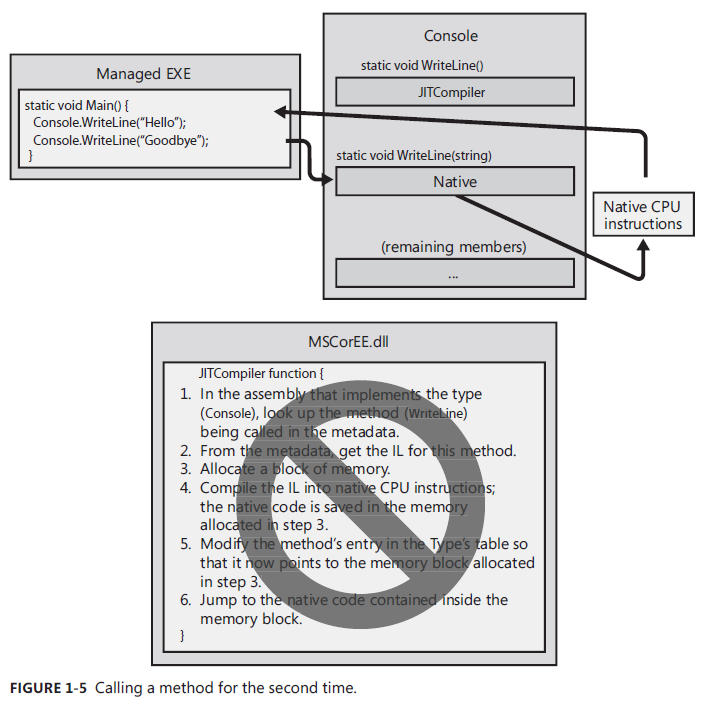 Console
static void WriteLine()
JITCompiler
Managed EXE
static void Main() {
Console.WriteLine("Hello");
Console.WriteLine("Goodbye");
}
static void WriteLine(string)
Native
Native CPU
instructions
(remaining members)
...
MSCorEE.dll
JITCompiler function {
1. In the assembly that implements the type
(Console), look up the method (WriteLine)
being called in the metadata.
2. From the metadata, get the IL for this method.
3. Allocate a block of memory.
4. Compile the IL into native CPU instructions;
the native code is saved in the memory
allocated in step 3.
5. Modify the method's entry in the Type's table so
that it now points to the memory block allocated
in step 3.
6. Jump to the native code contained inside the
memory block.
}
FIGURE 1-5 Calling a method for the second time.